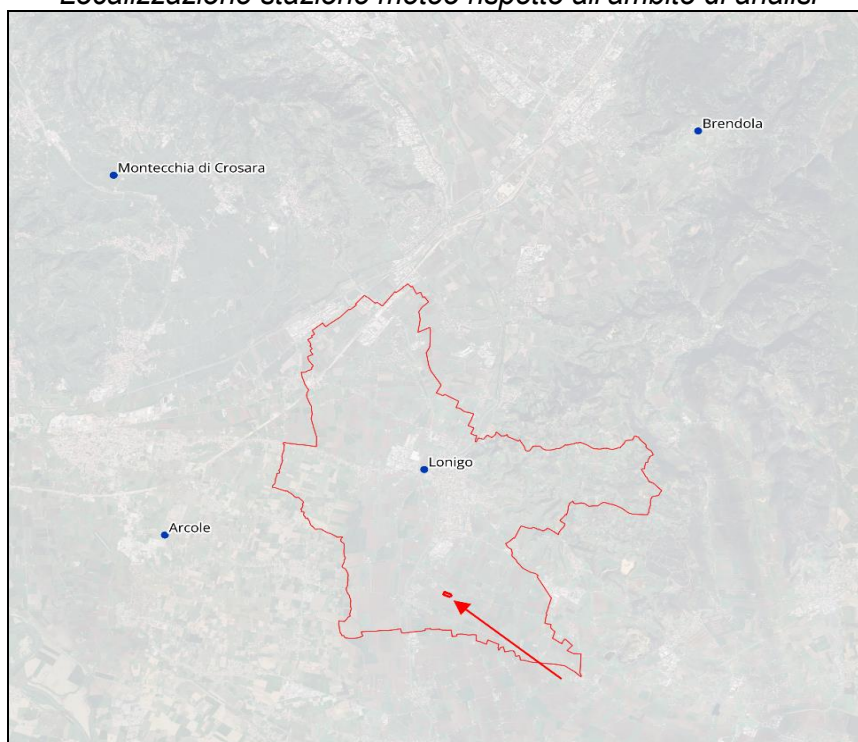 Localizzazione stazione meteo rispetto all'ambito di analisi
Brendola
Montecchia di Crosara
Lonigo
Arcole